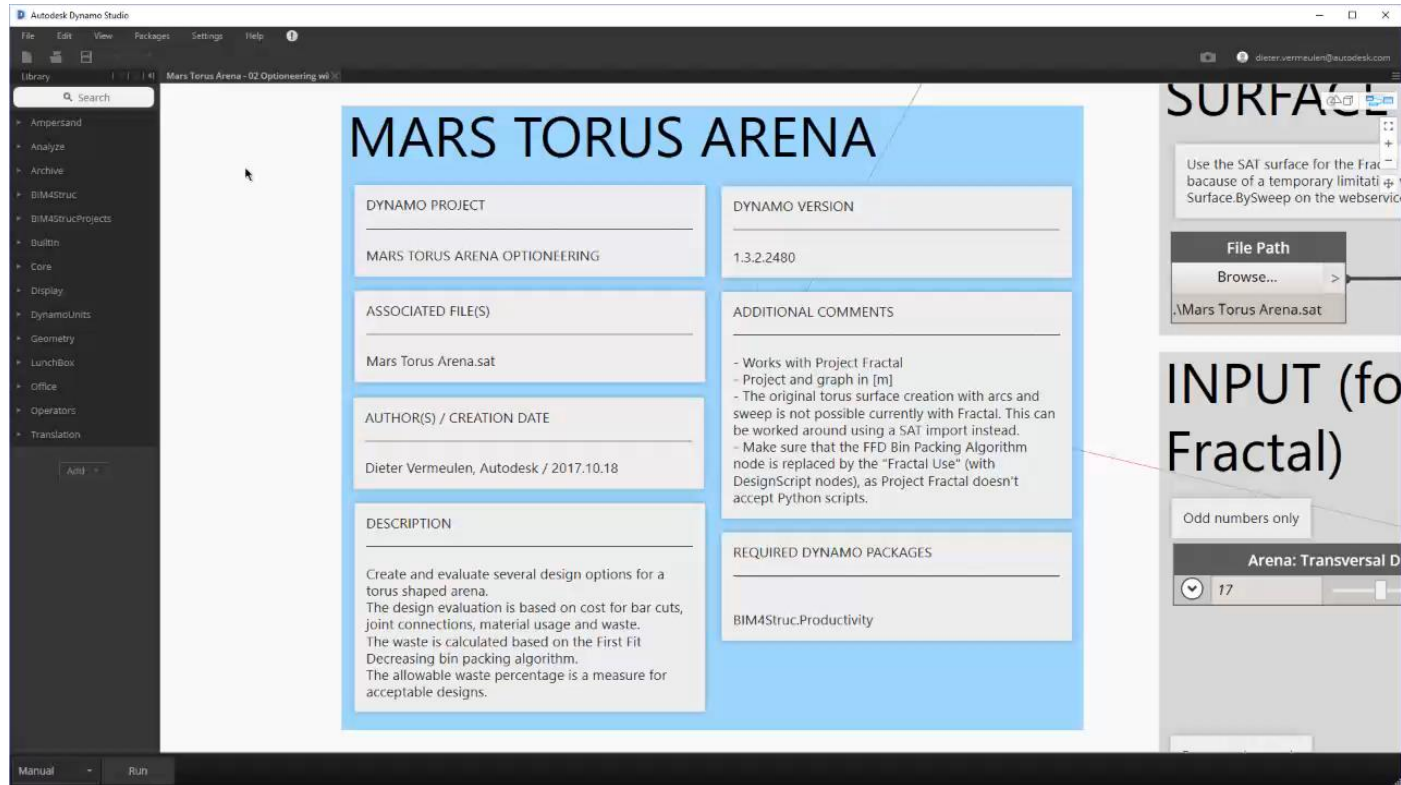 Autodesk Dynamo Studio
File Edit View Packages Settings Help
dieter.vermeulen@autodesk.com
Library
Mars Torus Arena - 02 Optioneering wi
Search
Ampersand
Analyze
Archive
BIM4Struc
BIM4StrucProjects
BuiltIn
Core
Display
DynamoUnits
Geometry
LunchBox
Office
Operators
Translation
Add
MARS TORUS ARENA
DYNAMO PROJECT
MARS TORUS ARENA OPTIONEERING
ASSOCIATED FILE(S)
Mars Torus Arena.sat
AUTHOR(S) / CREATION DATE
Dieter Vermeulen, Autodesk / 2017.10.18
DESCRIPTION
Create and evaluate several design options for a
torus shaped arena.
The design evaluation is based on cost for bar cuts,
joint connections, material usage and waste.
The waste is calculated based on the First Fit
Decreasing bin packing algorithm.
The allowable waste percentage is a measure for
acceptable designs.
DYNAMO VERSION
1.3.2.2480
ADDITIONAL COMMENTS
- Works with Project Fractal
- Project and graph in [m]
- The original torus surface creation with arcs and
sweep is not possible currently with Fractal. This can
be worked around using a SAT import instead.
- Make sure that the FFD Bin Packing Algorithm
node is replaced by the "Fractal Use" (with
DesignScript nodes), as Project Fractal doesn't
accept Python scripts.
REQUIRED DYNAMO PACKAGES
BIM4Struc.Productivity
SURFACE
Use the SAT surface for the Frac
bacause of a temporary limitati
Surface.BySweep on the webservic
File Path
Browse... >
.\Mars Torus Arena.sat
INPUT (fo
Fractal)
Odd numbers only
Arena: Transversal D
17
Manual
Run